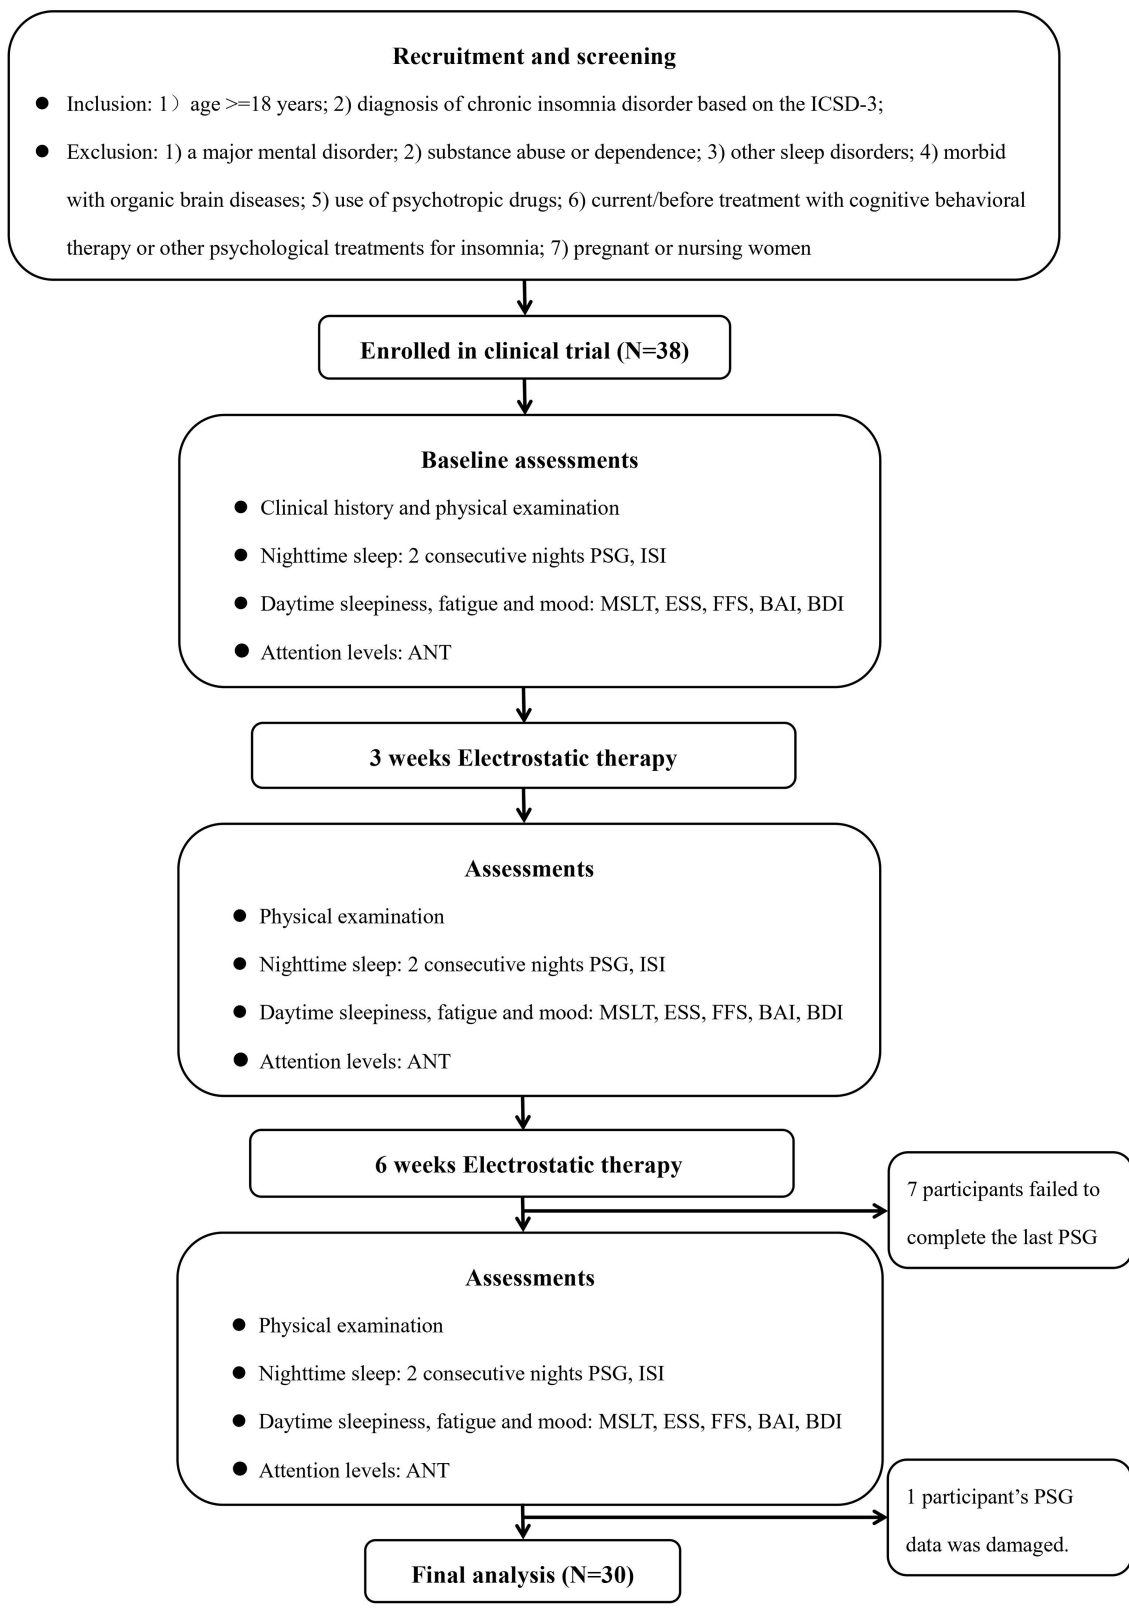 Recruitment and screening
● Inclusion: 1）age >=18 years; 2) diagnosis of chronic insomnia disorder based on the ICSD-3;
● Exclusion: 1) a major mental disorder; 2) substance abuse or dependence; 3) other sleep disorders; 4) morbid
with organic brain diseases; 5) use of psychotropic drugs; 6) current/before treatment with cognitive behavioral
therapy or other psychological treatments for insomnia; 7) pregnant or nursing women
Enrolled in clinical trial (N=38)
Baseline assessments
● Clinical history and physical examination
● Nighttime sleep: 2 consecutive nights PSG, ISI
● Daytime sleepiness, fatigue and mood: MSLT, ESS, FFS, BAI, BDI
● Attention levels: ANT
3 weeks Electrostatic therapy
Assessments
● Physical examination
● Nighttime sleep: 2 consecutive nights PSG, ISI
● Daytime sleepiness, fatigue and mood: MSLT, ESS, FFS, BAI, BDI
● Attention levels: ANT
6 weeks Electrostatic therapy
7 participants failed to
complete the last PSG
Assessments
● Physical examination
● Nighttime sleep: 2 consecutive nights PSG, ISI
● Daytime sleepiness, fatigue and mood: MSLT, ESS, FFS, BAI, BDI
● Attention levels: ANT
1 participant’s PSG
data was damaged.
Final analysis (N=30)